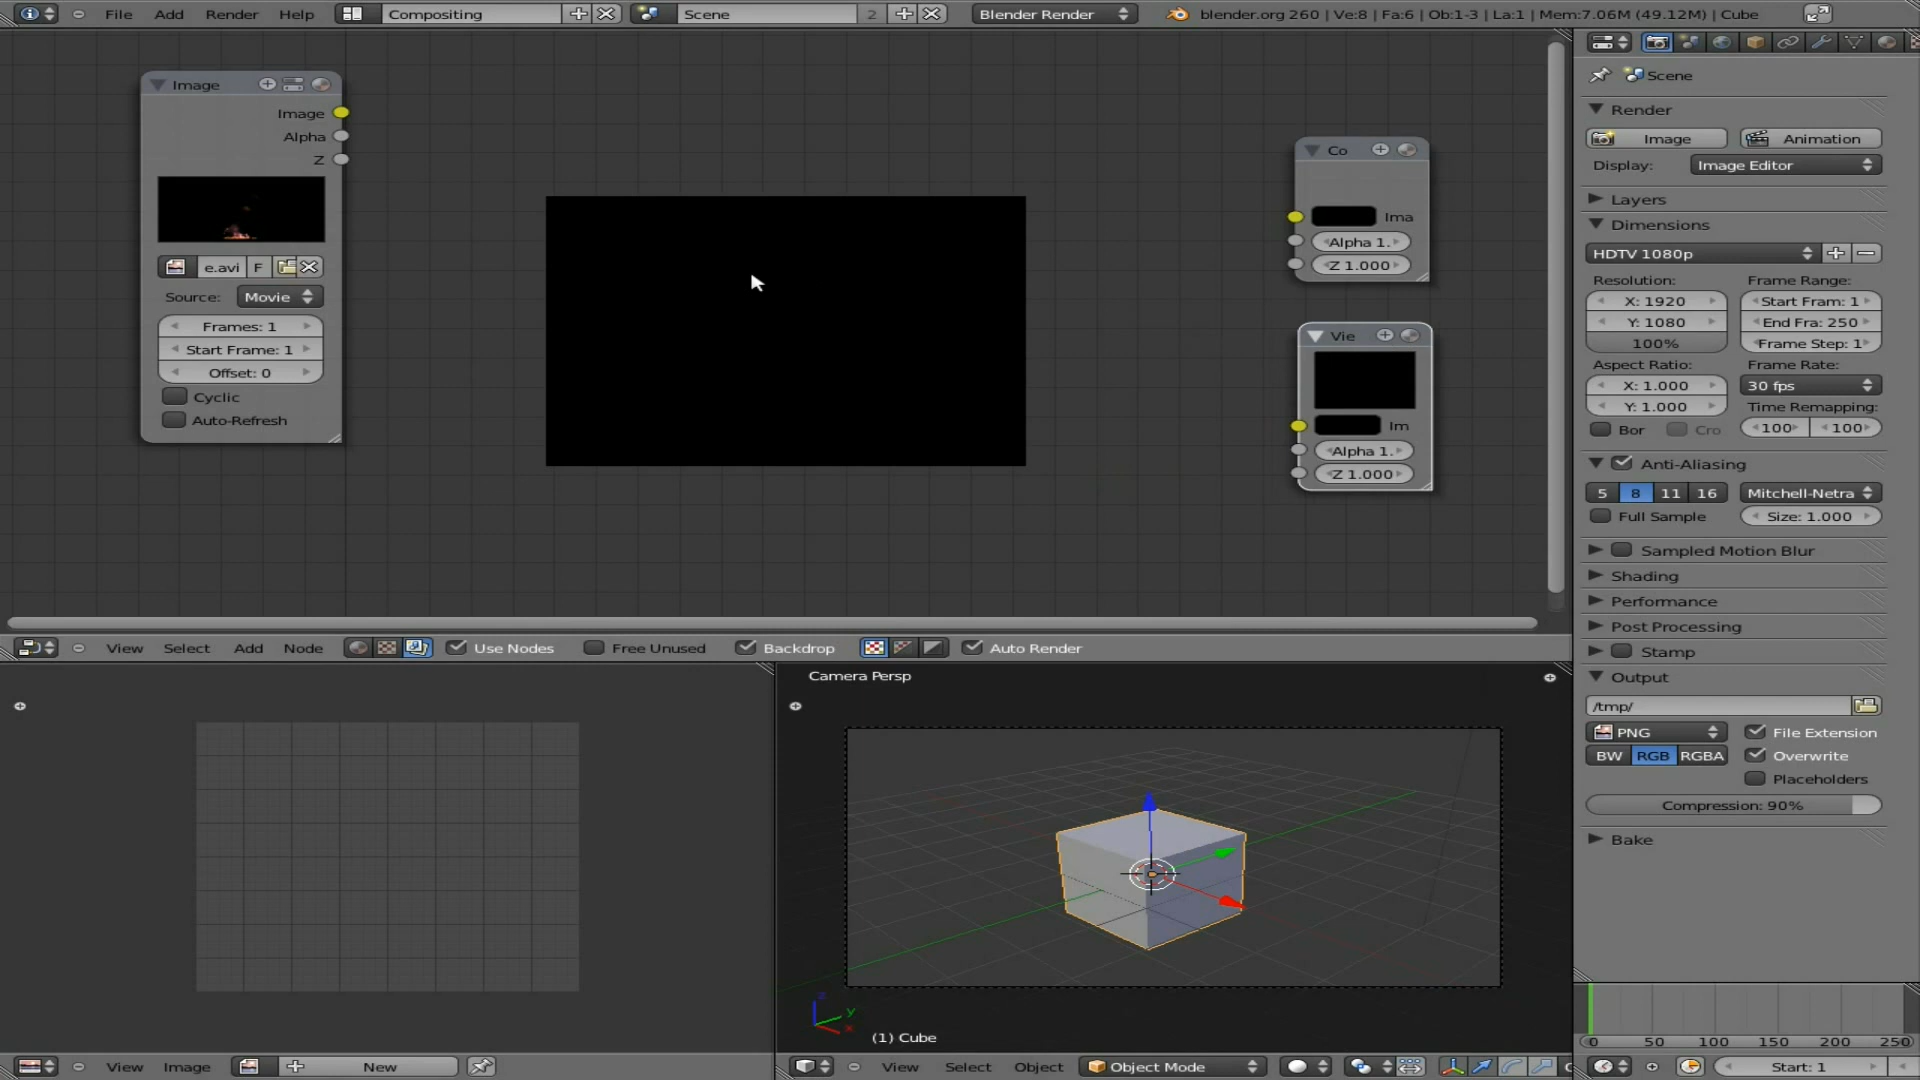 File Add Render Help Compositing Scene 2 Blender Render blender.org 260 | Ve:8 | Fa:6 | Ob:1-3 | La:1 | Mem:7.06M (49.12M) | Cube
Image
Image
Alpha
Z
e.avi F
Source: Movie
Frames: 1
Start Frame: 1
Offset: 0
Cyclic
Auto-Refresh
Co
Ima
Alpha 1.
Z 1.000
Vie
Im
Alpha 1.
Z 1.000
View Select Add Node Use Nodes Free Unused Backdrop Auto Render
Camera Persp
(1) Cube
z
y
x
View Image New
View Select Object Object Mode
Scene
Render
Image Animation
Display: Image Editor
Layers
Dimensions
HDTV 1080p
Resolution: Frame Range:
X: 1920 Start Fram: 1
Y: 1080 End Fra: 250
100% Frame Step: 1
Aspect Ratio: Frame Rate:
X: 1.000 30 fps
Y: 1.000 Time Remapping:
Bor Cro 100 100
Anti-Aliasing
5 8 11 16 Mitchell-Netra
Full Sample Size: 1.000
Sampled Motion Blur
Shading
Performance
Post Processing
Stamp
Output
/tmp/
PNG File Extension
BW RGB RGBA Overwrite
Placeholders
Compression: 90%
Bake
0 50 100 150 200 250
Start: 1